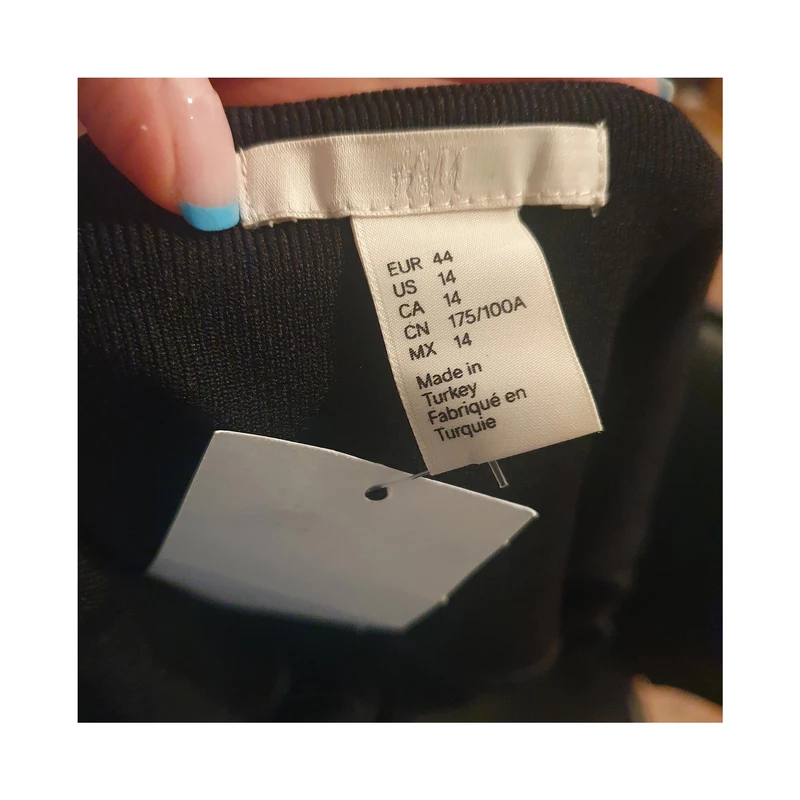 H&M
EUR 44
US 14
CA 14
CN 175/100A
MX 14
Made in
Turkey
Fabriqué en
Turquie